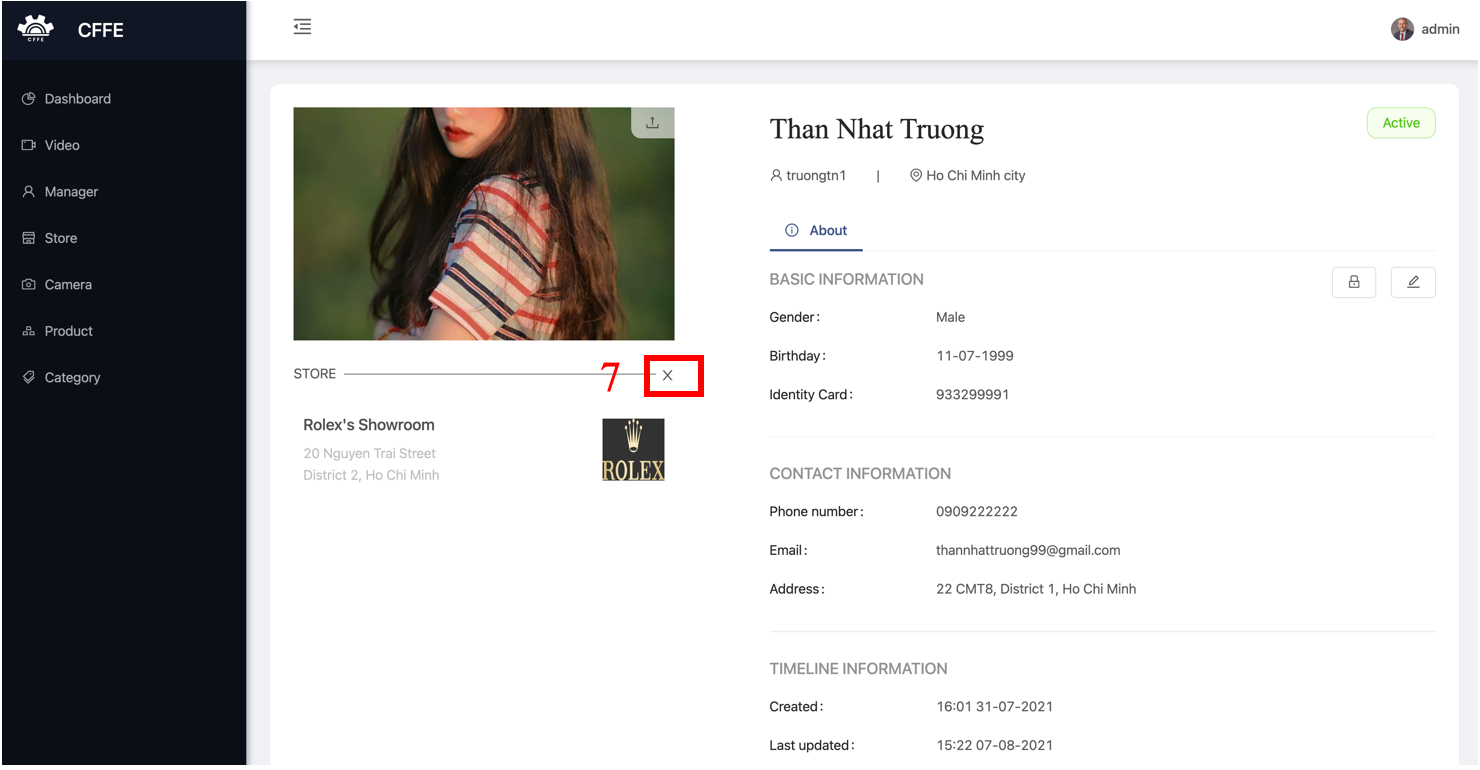 CFFE
CFFE
admin
Dashboard
Video
Manager
Store
Camera
Product
Category
STORE
7
X
Rolex's Showroom
20 Nguyen Trai Street
District 2, Ho Chi Minh
ROLEX
Than Nhat Truong
Active
truongtn1 | Ho Chi Minh city
About
BASIC INFORMATION
Gender: Male
Birthday: 11-07-1999
Identity Card: 933299991
CONTACT INFORMATION
Phone number: 0909222222
Email: thannhattruong99@gmail.com
Address: 22 CMT8, District 1, Ho Chi Minh
TIMELINE INFORMATION
Created: 16:01 31-07-2021
Last updated: 15:22 07-08-2021